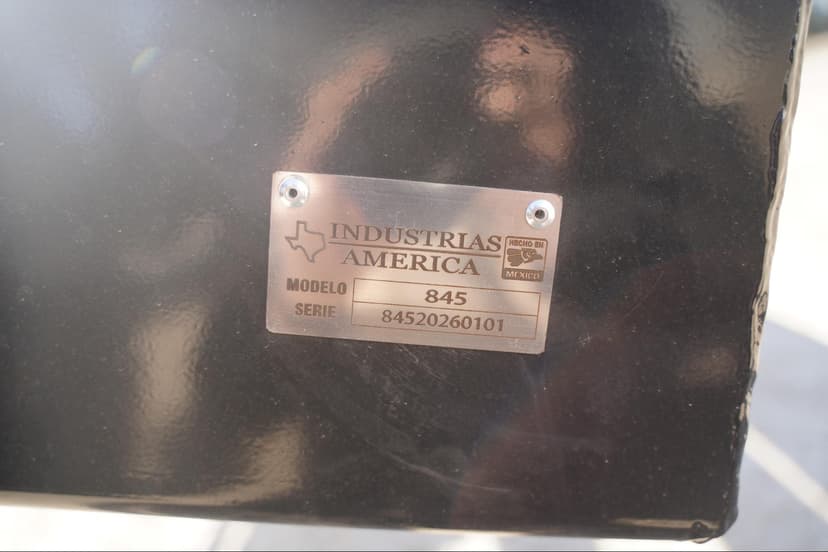 INDUSTRIAS
AMERICA
HECHO EN
MEXICO
MODELO 845
SERIE 84520260101